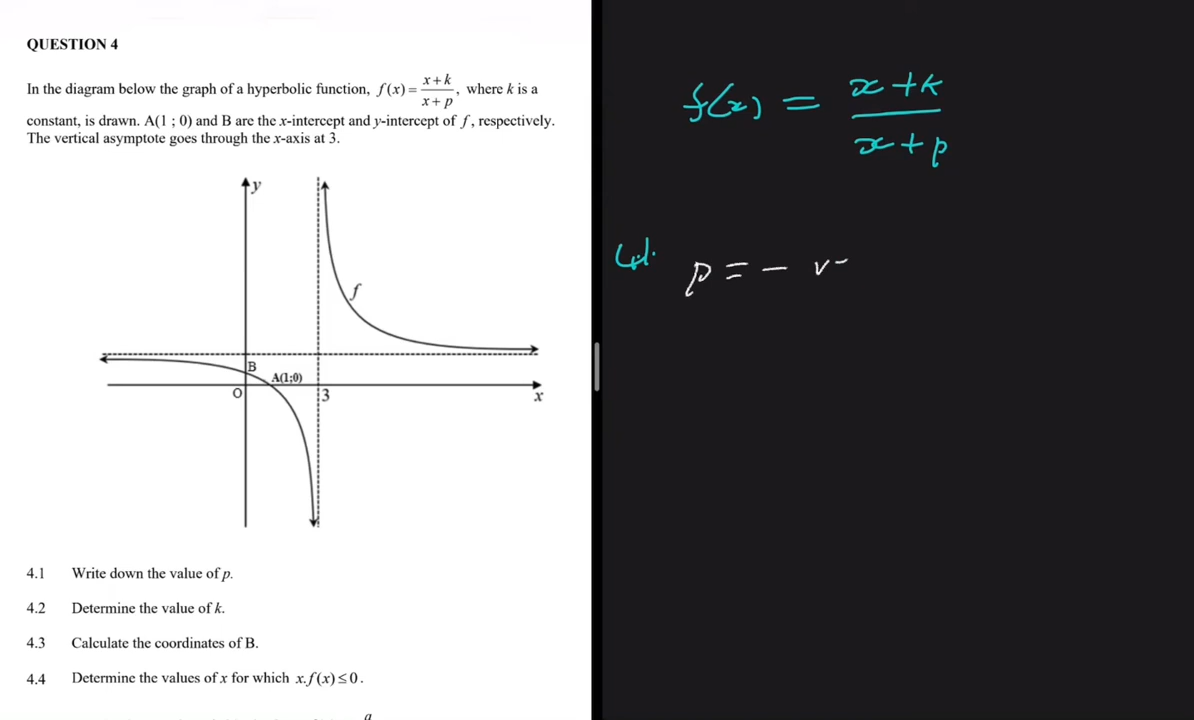 QUESTION 4
In the diagram below the graph of a hyperbolic function, f(x) = (x + k)/(x + p), where k is a
constant, is drawn. A(1 ; 0) and B are the x-intercept and y-intercept of f, respectively.
The vertical asymptote goes through the x-axis at 3.
y
f
B
A(1;0)
O
3
x
4.1 Write down the value of p.
4.2 Determine the value of k.
4.3 Calculate the coordinates of B.
4.4 Determine the values of x for which x.f(x) ≤ 0.
a
f(x) = (x + k)/(x + p)
4.1.
p = –